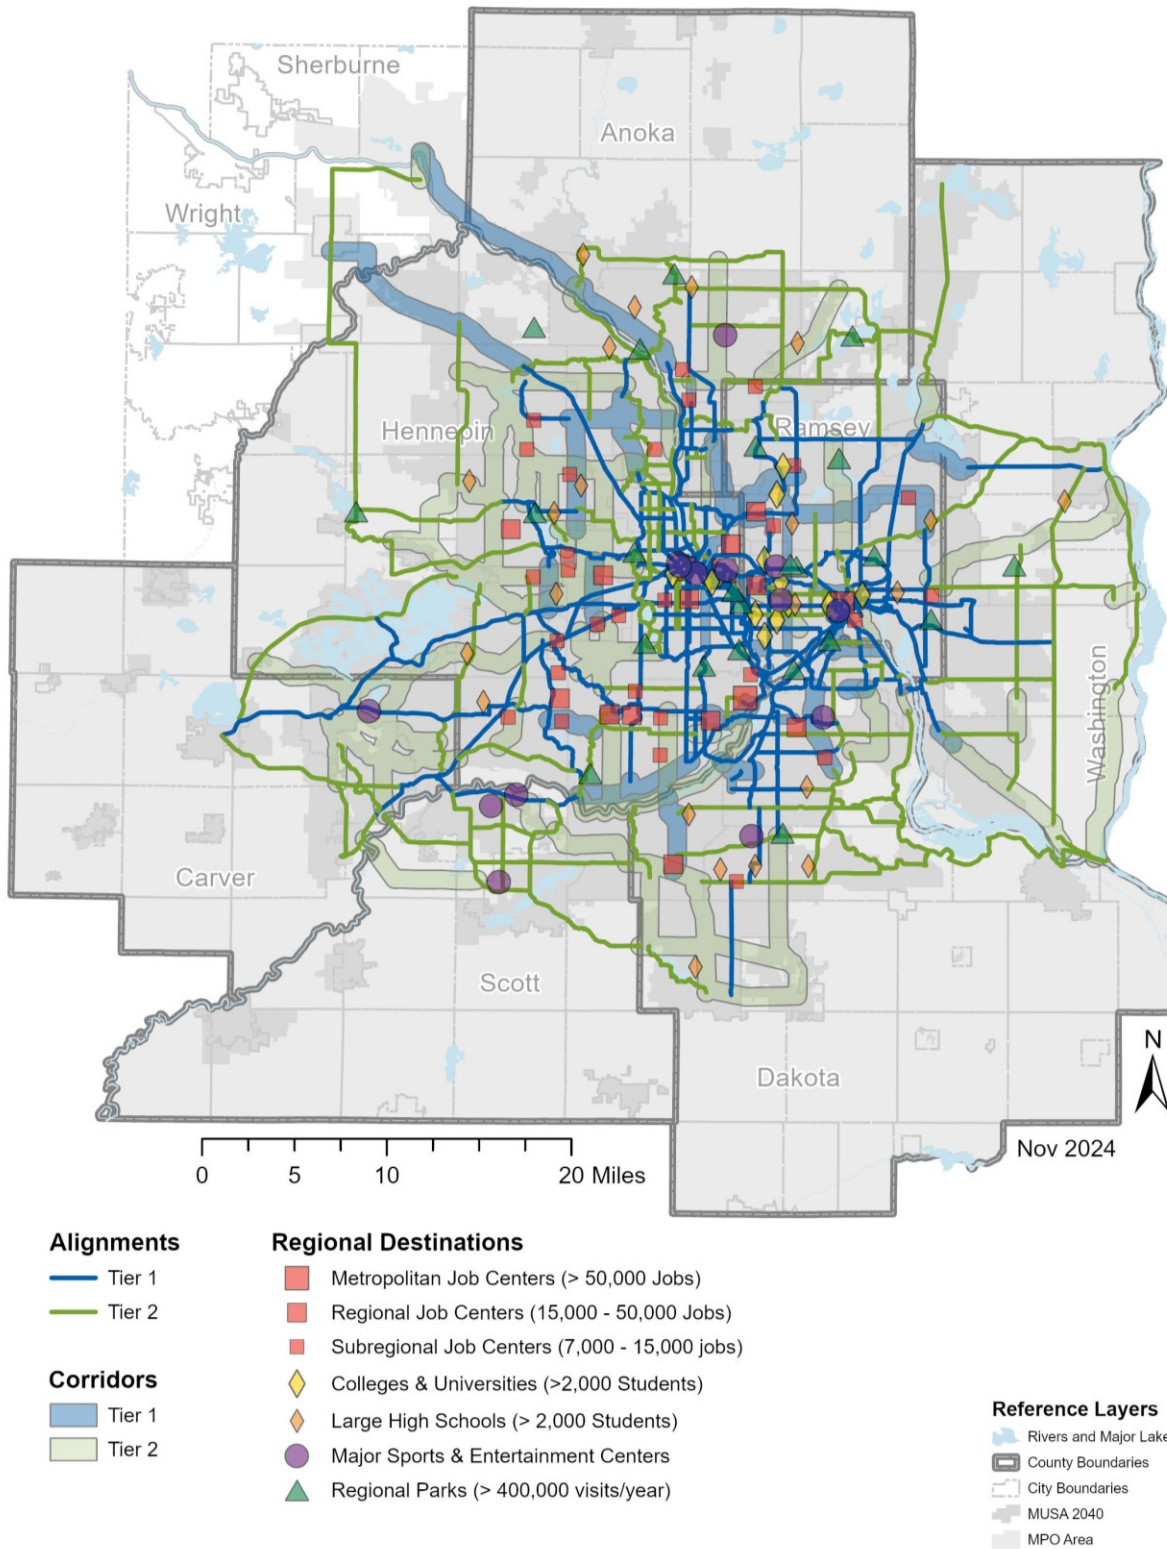 Sherburne
Anoka
Wright
Hennepin
Ramsey
Washington
Carver
Scott
Dakota
N
Nov 2024
0 5 10 20 Miles
Alignments
Tier 1
Tier 2
Corridors
Tier 1
Tier 2
Regional Destinations
Metropolitan Job Centers (> 50,000 Jobs)
Regional Job Centers (15,000 - 50,000 Jobs)
Subregional Job Centers (7,000 - 15,000 jobs)
Colleges & Universities (>2,000 Students)
Large High Schools (> 2,000 Students)
Major Sports & Entertainment Centers
Regional Parks (> 400,000 visits/year)
Reference Layers
Rivers and Major Lake
County Boundaries
City Boundaries
MUSA 2040
MPO Area